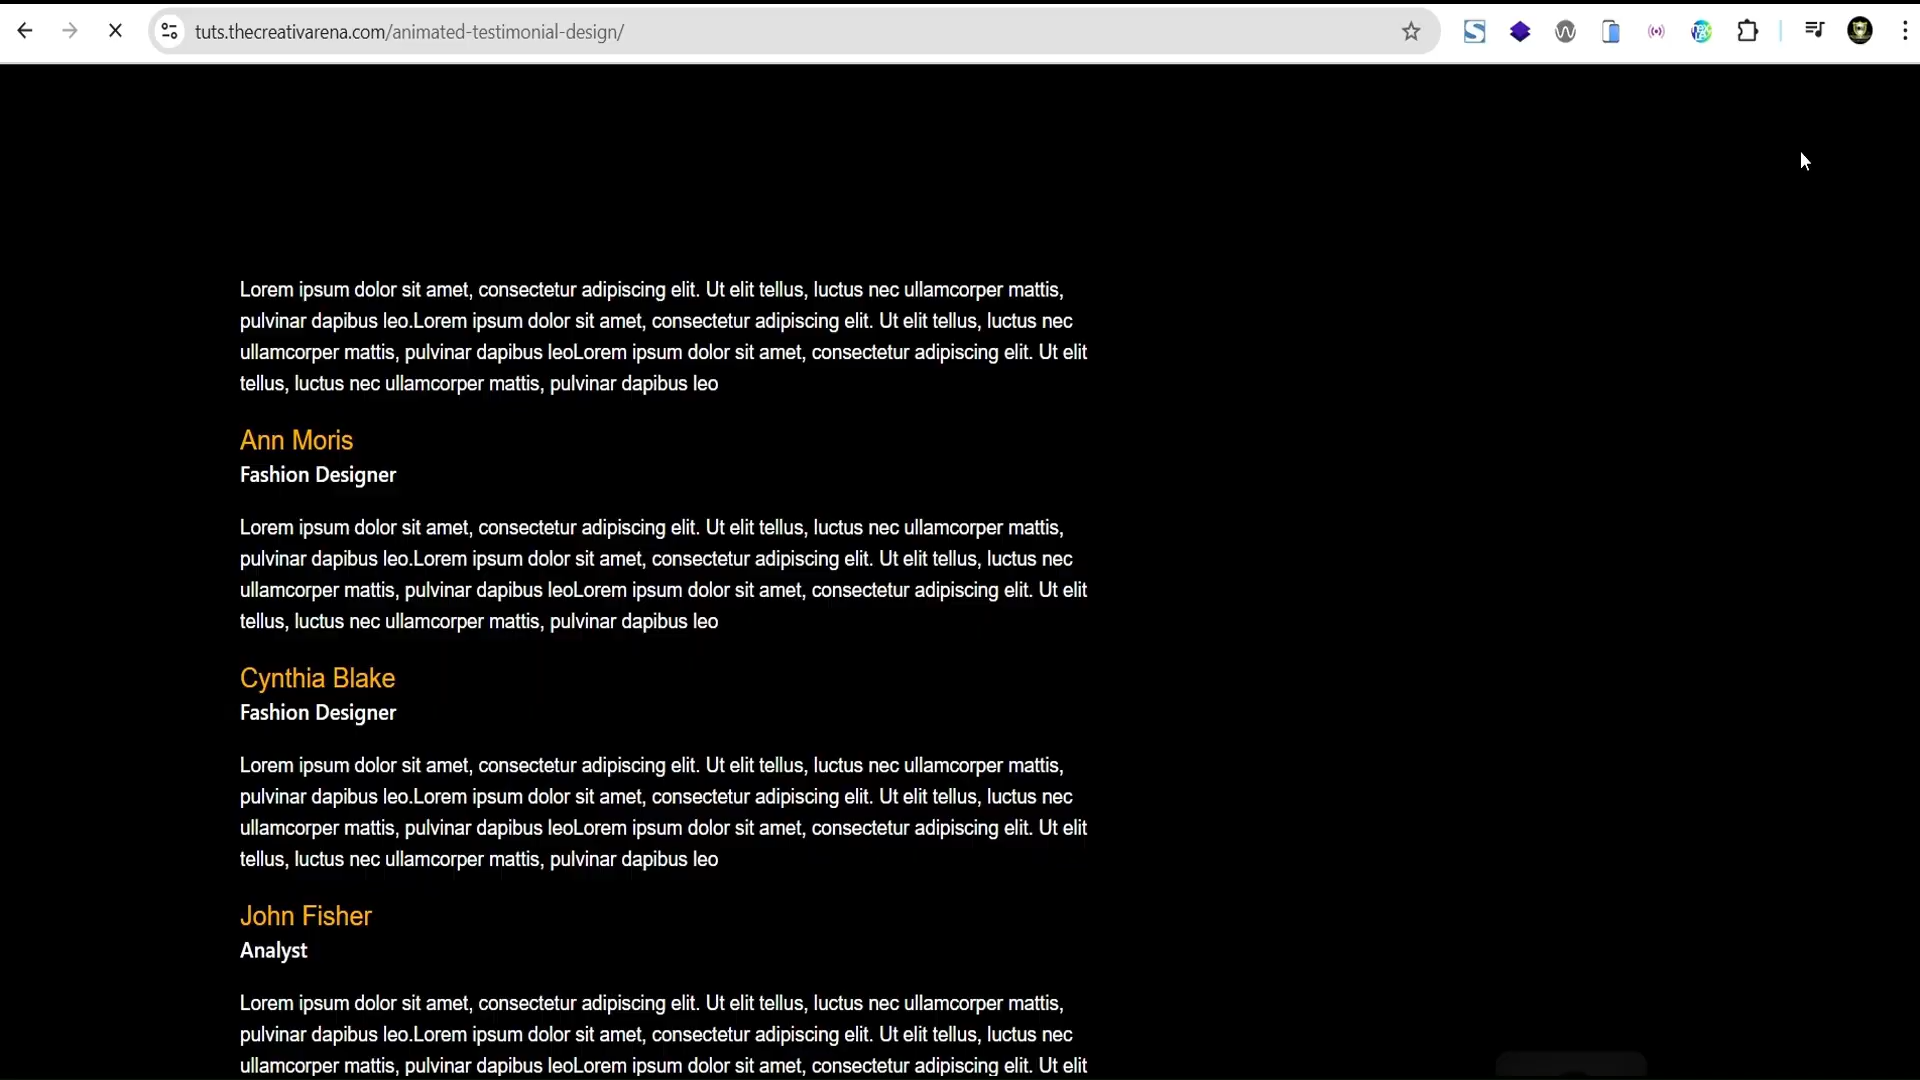 tuts.thecreativarena.com/animated-testimonial-design/
Lorem ipsum dolor sit amet, consectetur adipiscing elit. Ut elit tellus, luctus nec ullamcorper mattis,
pulvinar dapibus leo.Lorem ipsum dolor sit amet, consectetur adipiscing elit. Ut elit tellus, luctus nec
ullamcorper mattis, pulvinar dapibus leoLorem ipsum dolor sit amet, consectetur adipiscing elit. Ut elit
tellus, luctus nec ullamcorper mattis, pulvinar dapibus leo
Ann Moris
Fashion Designer
Lorem ipsum dolor sit amet, consectetur adipiscing elit. Ut elit tellus, luctus nec ullamcorper mattis,
pulvinar dapibus leo.Lorem ipsum dolor sit amet, consectetur adipiscing elit. Ut elit tellus, luctus nec
ullamcorper mattis, pulvinar dapibus leoLorem ipsum dolor sit amet, consectetur adipiscing elit. Ut elit
tellus, luctus nec ullamcorper mattis, pulvinar dapibus leo
Cynthia Blake
Fashion Designer
Lorem ipsum dolor sit amet, consectetur adipiscing elit. Ut elit tellus, luctus nec ullamcorper mattis,
pulvinar dapibus leo.Lorem ipsum dolor sit amet, consectetur adipiscing elit. Ut elit tellus, luctus nec
ullamcorper mattis, pulvinar dapibus leoLorem ipsum dolor sit amet, consectetur adipiscing elit. Ut elit
tellus, luctus nec ullamcorper mattis, pulvinar dapibus leo
John Fisher
Analyst
Lorem ipsum dolor sit amet, consectetur adipiscing elit. Ut elit tellus, luctus nec ullamcorper mattis,
pulvinar dapibus leo.Lorem ipsum dolor sit amet, consectetur adipiscing elit. Ut elit tellus, luctus nec
ullamcorper mattis, pulvinar dapibus leoLorem ipsum dolor sit amet, consectetur adipiscing elit. Ut elit